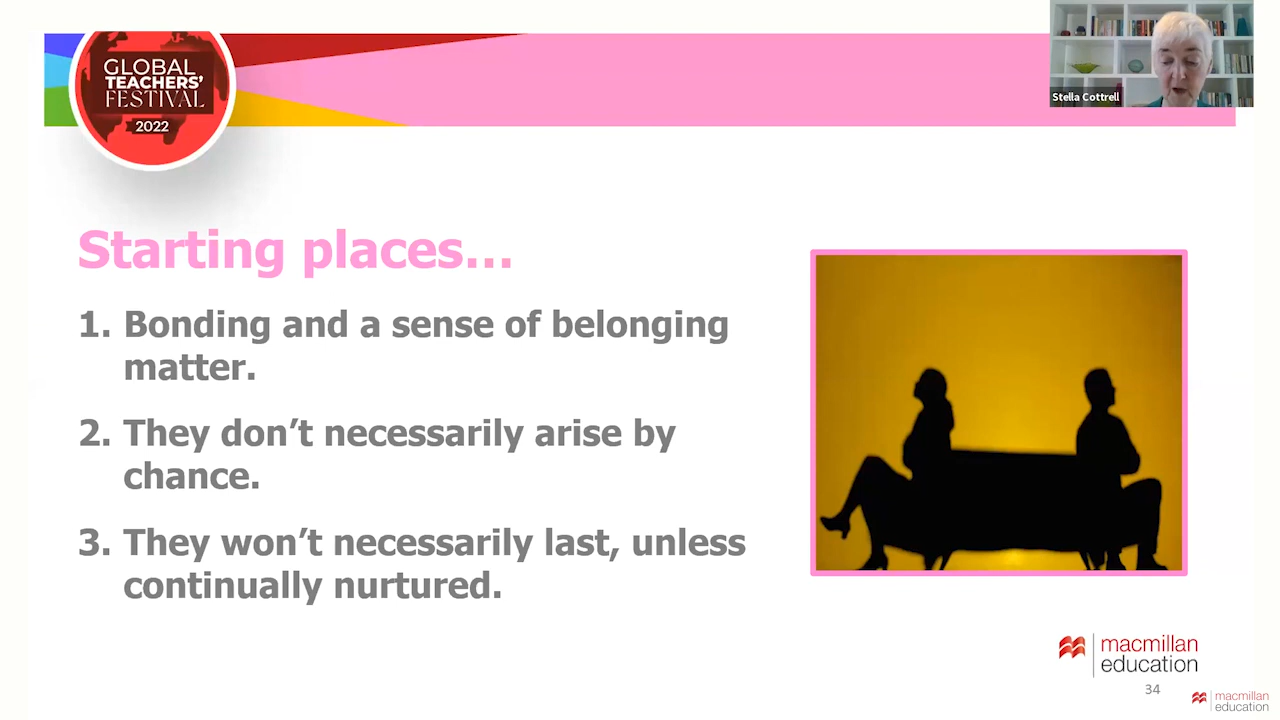 GLOBAL
TEACHERS'
FESTIVAL
2022
Stella Cottrell
Starting places...
1. Bonding and a sense of belonging
matter.
2. They don’t necessarily arise by
chance.
3. They won’t necessarily last, unless
continually nurtured.
macmillan
education
34
macmillan
education